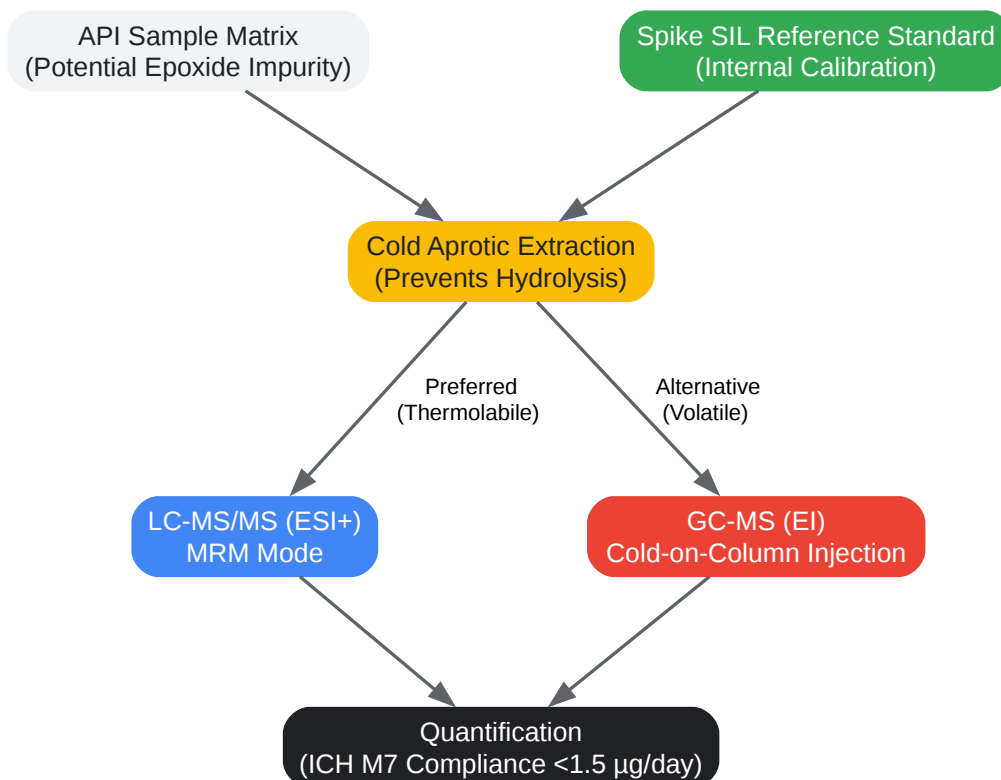 API Sample Matrix
(Potential Epoxide Impurity)
Spike SIL Reference Standard
(Internal Calibration)
Cold Aprotic Extraction
(Prevents Hydrolysis)
Preferred
(Thermolabile)
Alternative
(Volatile)
LC-MS/MS (ESI+)
MRM Mode
GC-MS (EI)
Cold-on-Column Injection
Quantification
(ICH M7 Compliance <1.5 µg/day)